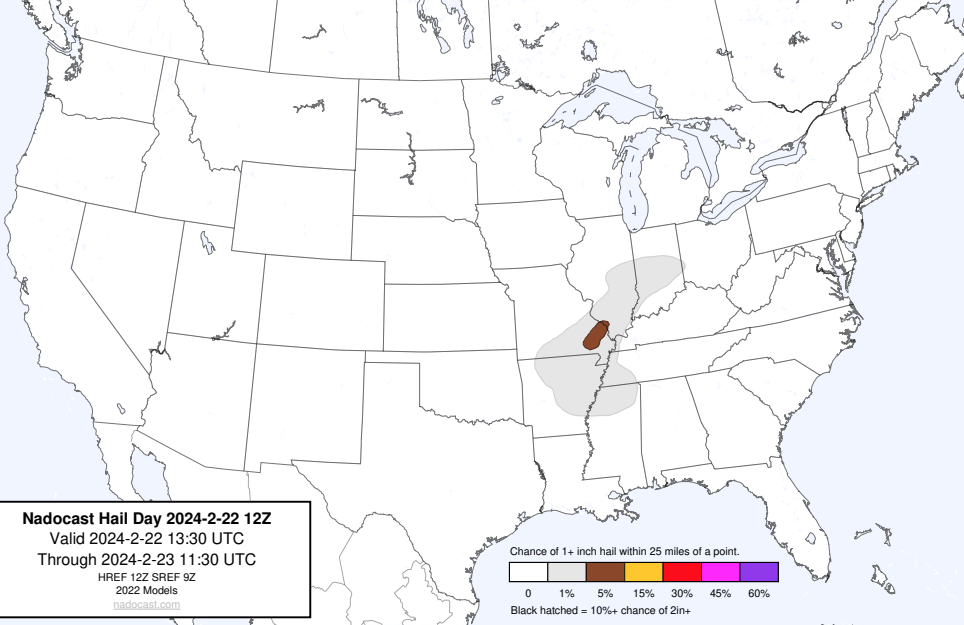 Nadocast Hail Day 2024-2-22 12Z
Valid 2024-2-22 13:30 UTC
Through 2024-2-23 11:30 UTC
HREF 12Z SREF 9Z
2022 Models
nadocast.com
Chance of 1+ inch hail within 25 miles of a point.
0 1% 5% 15% 30% 45% 60%
Black hatched = 10%+ chance of 2in+